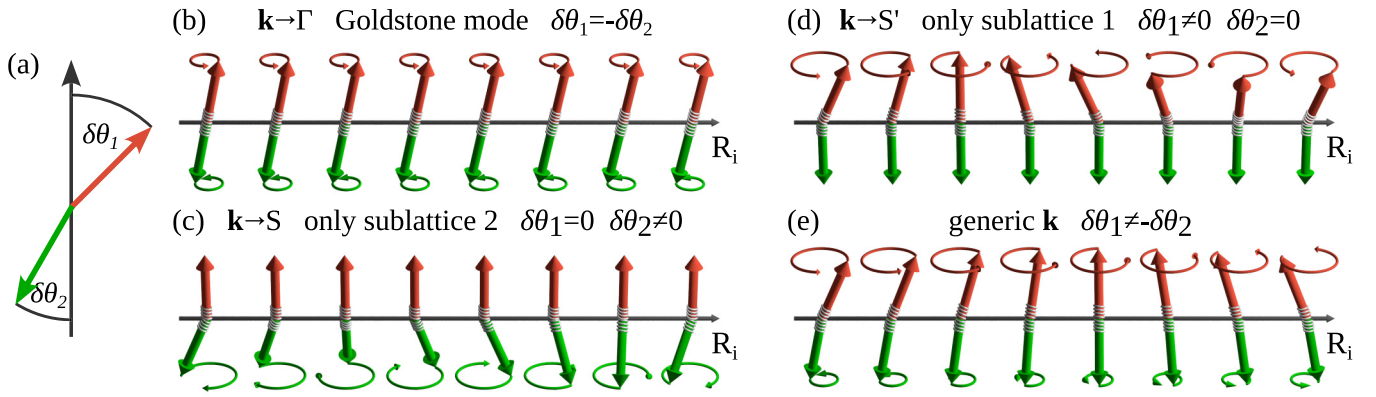 (a)
δθ₁
δθ₂
(b) k→Γ Goldstone mode δθ₁=-δθ₂
Rᵢ
(c) k→S only sublattice 2 δθ₁=0 δθ₂≠0
Rᵢ
(d) k→S' only sublattice 1 δθ₁≠0 δθ₂=0
Rᵢ
(e) generic k δθ₁≠-δθ₂
Rᵢ